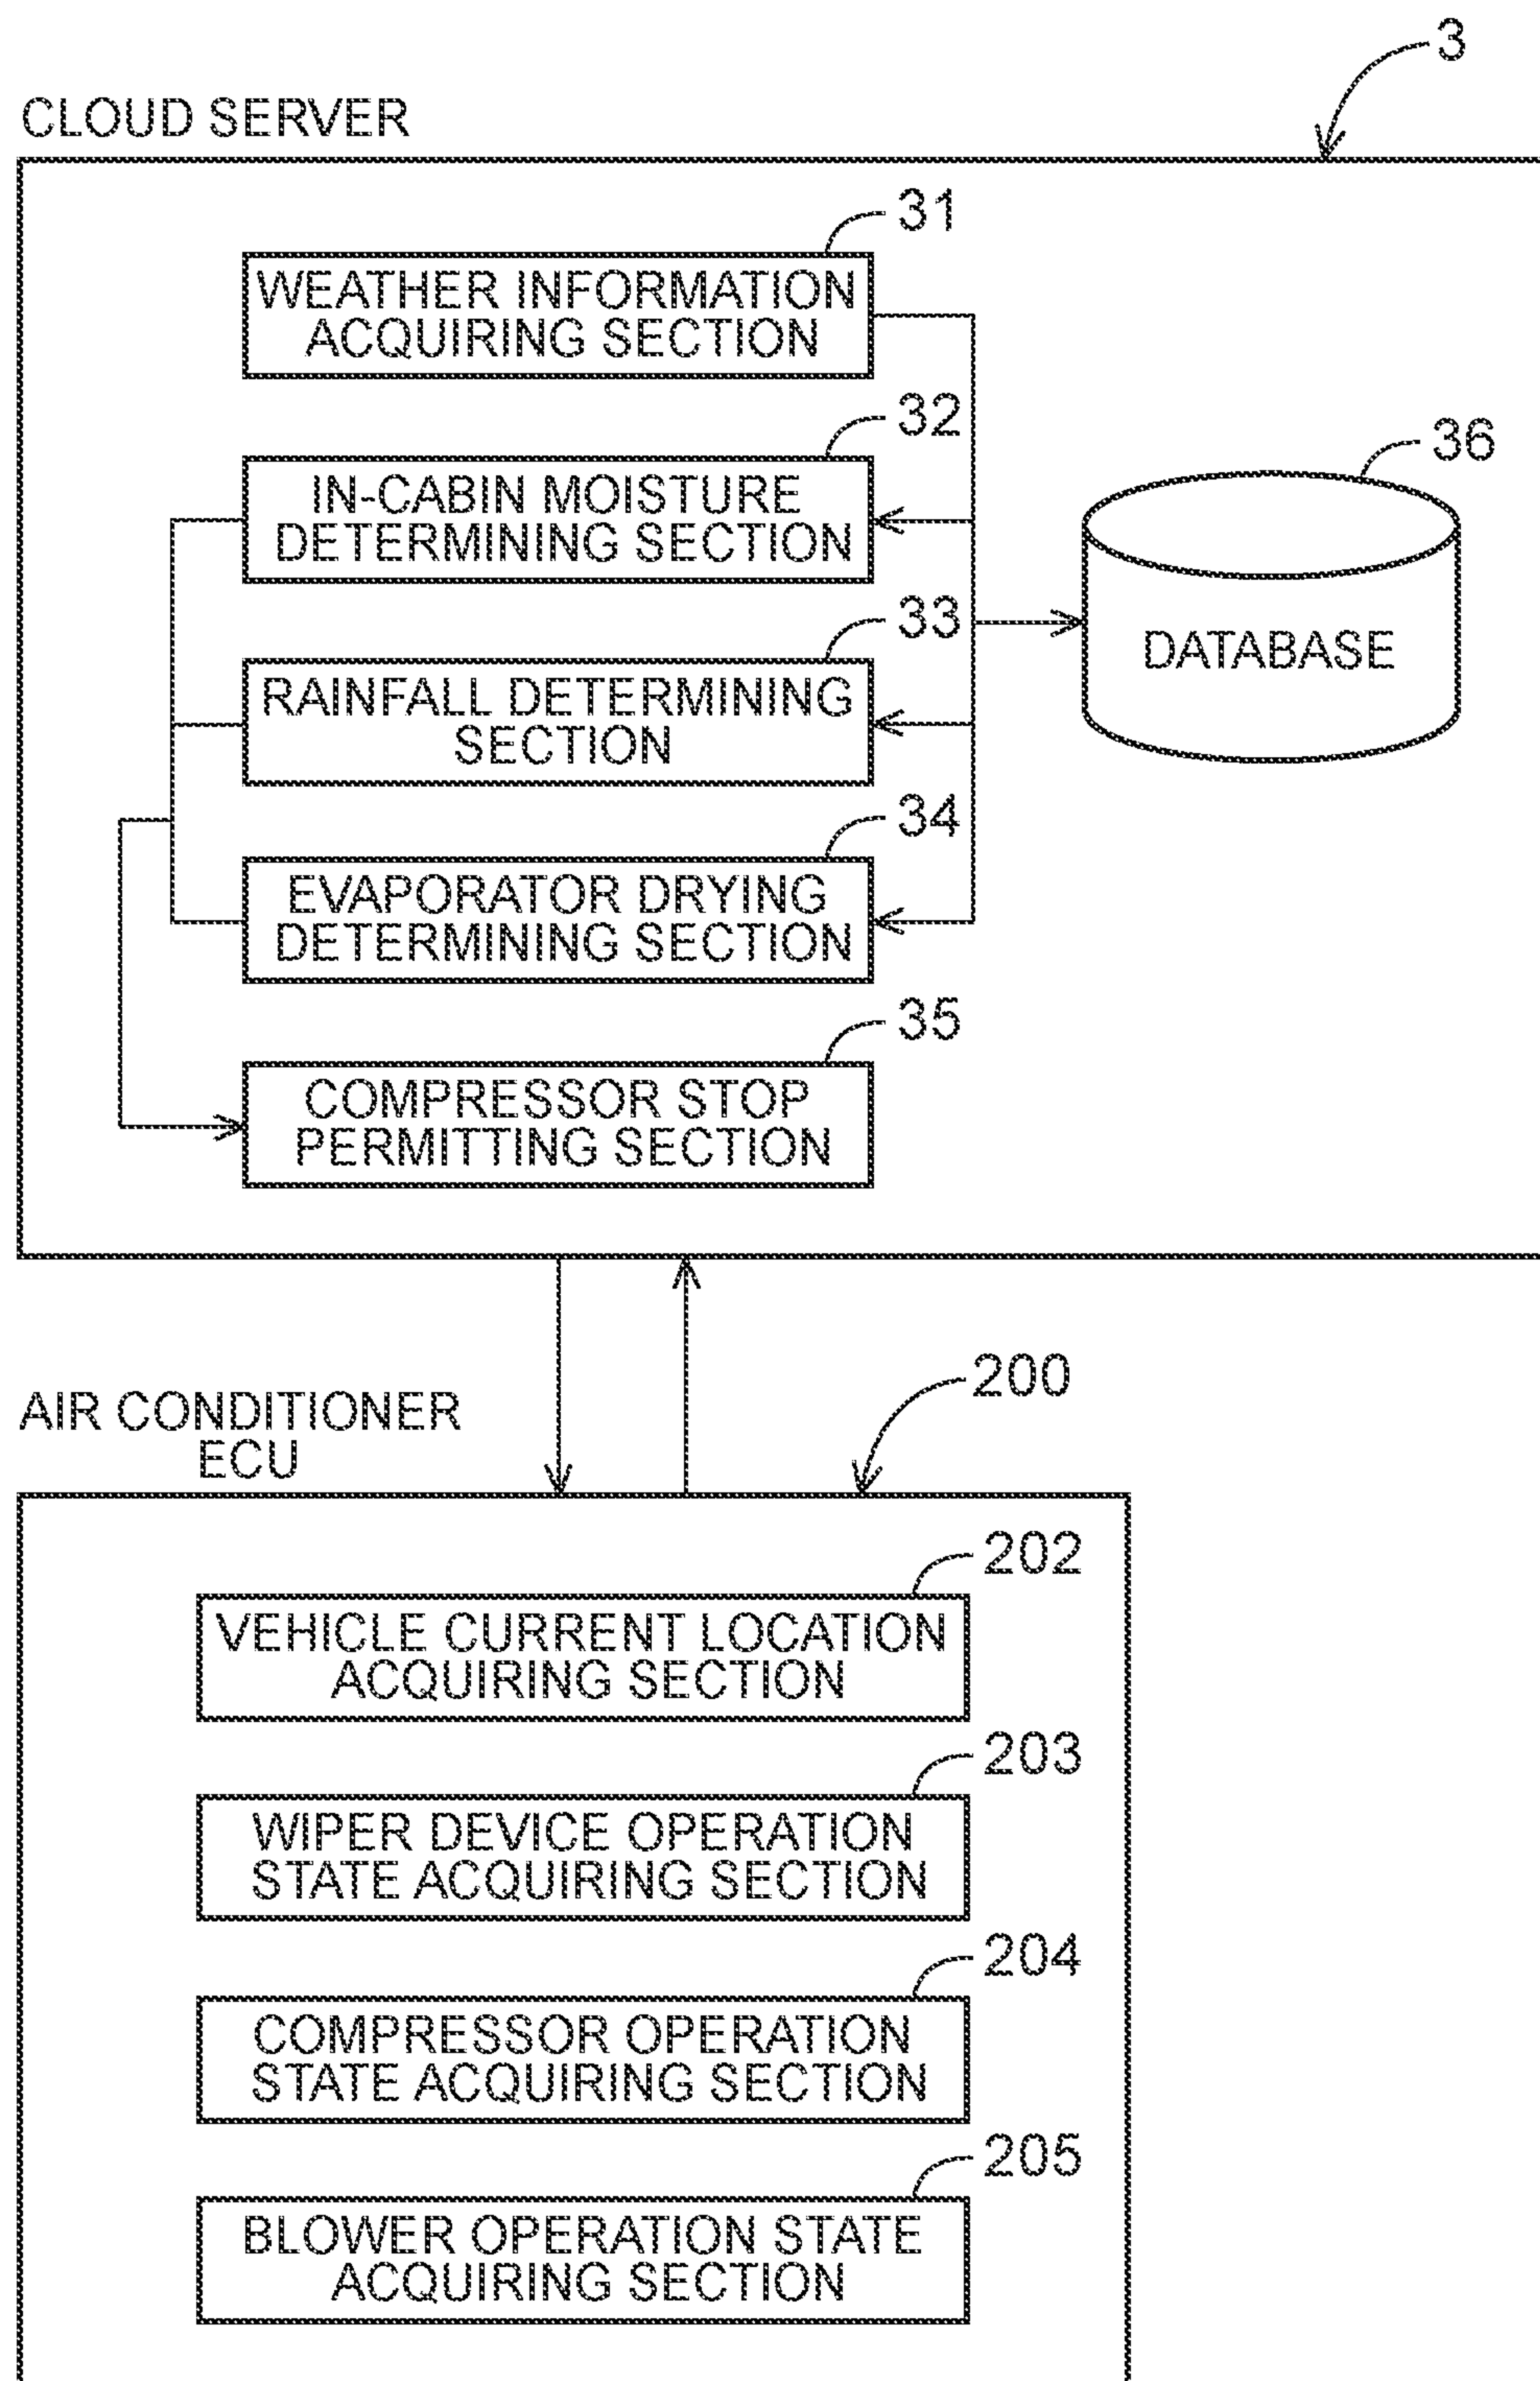 3
CLOUD SERVER
31
WEATHER INFORMATION
ACQUIRING SECTION
32
IN-CABIN MOISTURE
DETERMINING SECTION
36
DATABASE
33
RAINFALL DETERMINING
SECTION
34
EVAPORATOR DRYING
DETERMINING SECTION
35
COMPRESSOR STOP
PERMITTING SECTION
AIR CONDITIONER
ECU
200
202
VEHICLE CURRENT LOCATION
ACQUIRING SECTION
203
WIPER DEVICE OPERATION
STATE ACQUIRING SECTION
204
COMPRESSOR OPERATION
STATE ACQUIRING SECTION
205
BLOWER OPERATION STATE
ACQUIRING SECTION